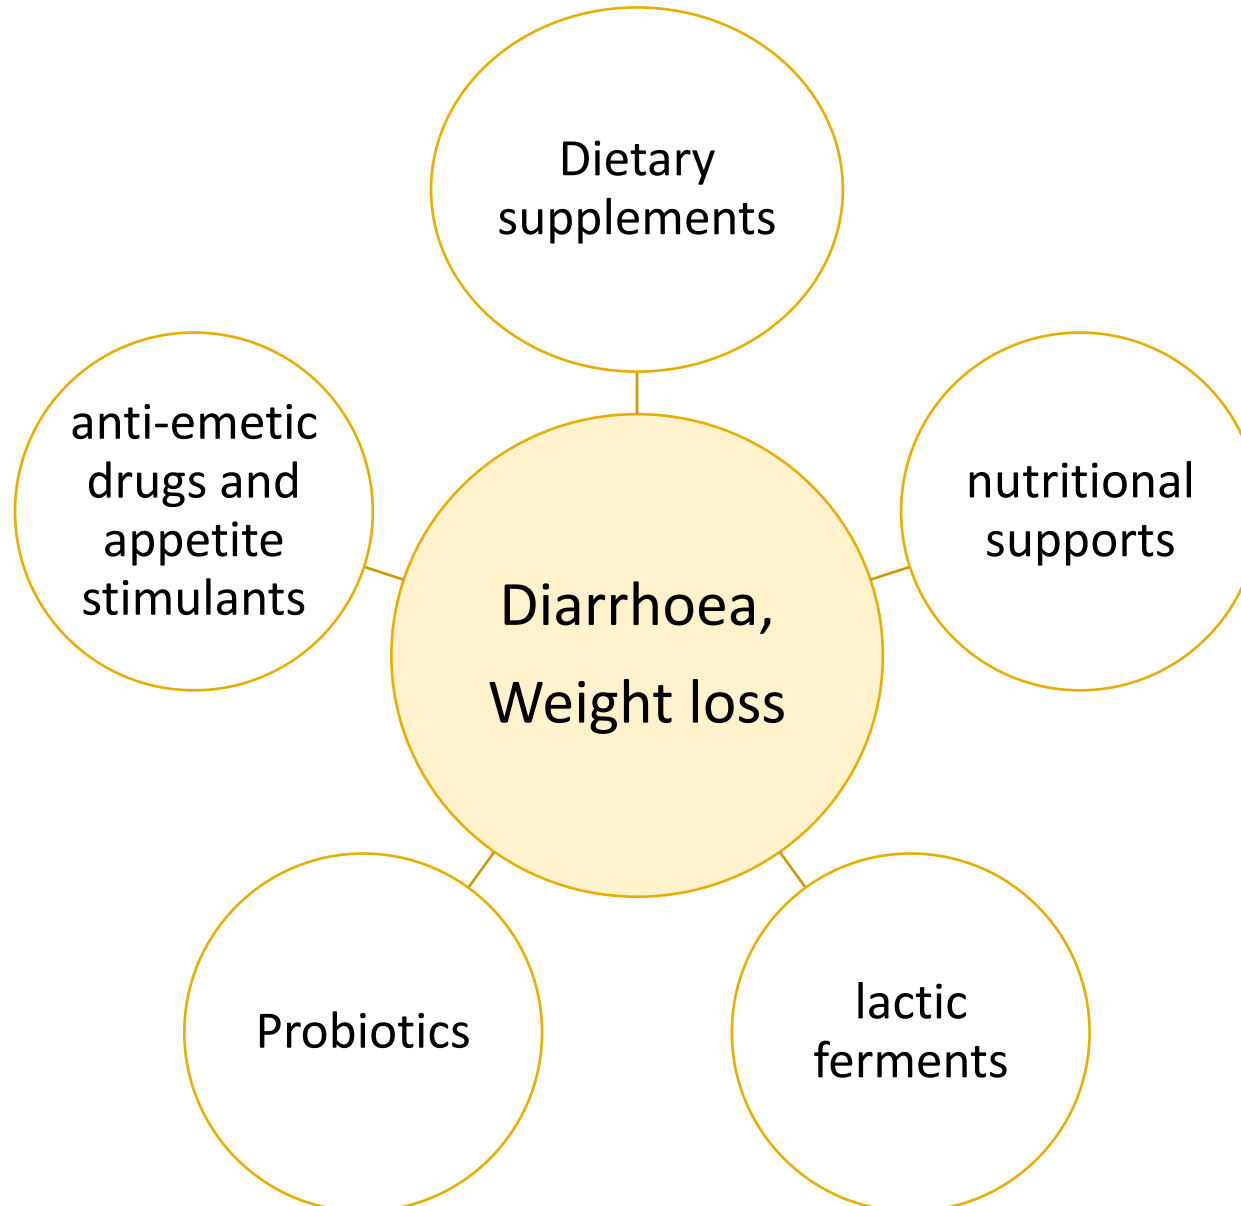 Dietary
supplements
anti-emetic
drugs and
appetite
stimulants
nutritional
supports
Diarrhoea,
Weight loss
Probiotics
lactic
ferments